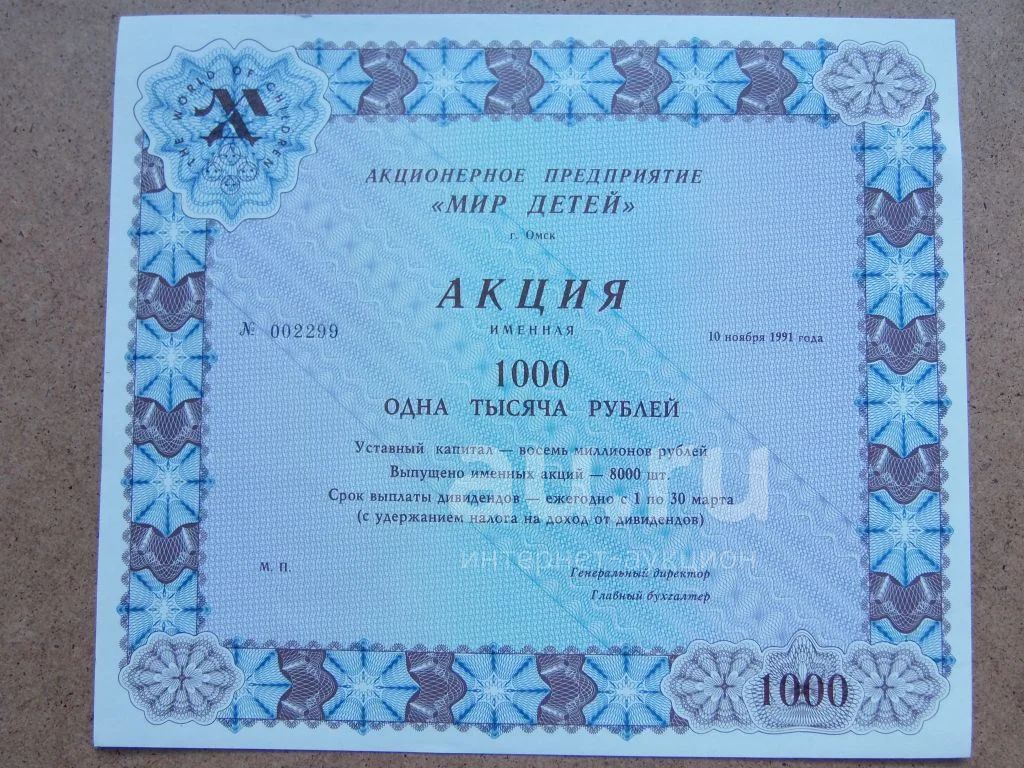 THE WORLD OF CHILDREN
АКЦИОНЕРНОЕ ПРЕДПРИЯТИЕ
«МИР ДЕТЕЙ»
г. Омск
АКЦИЯ
ИМЕННАЯ
№ 002299
10 ноября 1991 года
1000
ОДНА ТЫСЯЧА РУБЛЕЙ
Уставный капитал — восемь миллионов рублей
Выпущено именных акций — 8000 шт.
Срок выплаты дивидендов — ежегодно с 1 по 30 марта
(с удержанием налога на доход от дивидендов)
интернет-аукцион
М. П.
Генеральный директор
Главный бухгалтер
1000